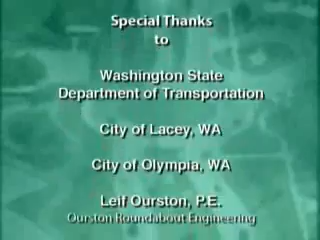 Special Thanks
to
Washington State
Department of Transportation
City of Lacey, WA
City of Olympia, WA
Leif Ourston, P.E.
Ourston Roundabout Engineering